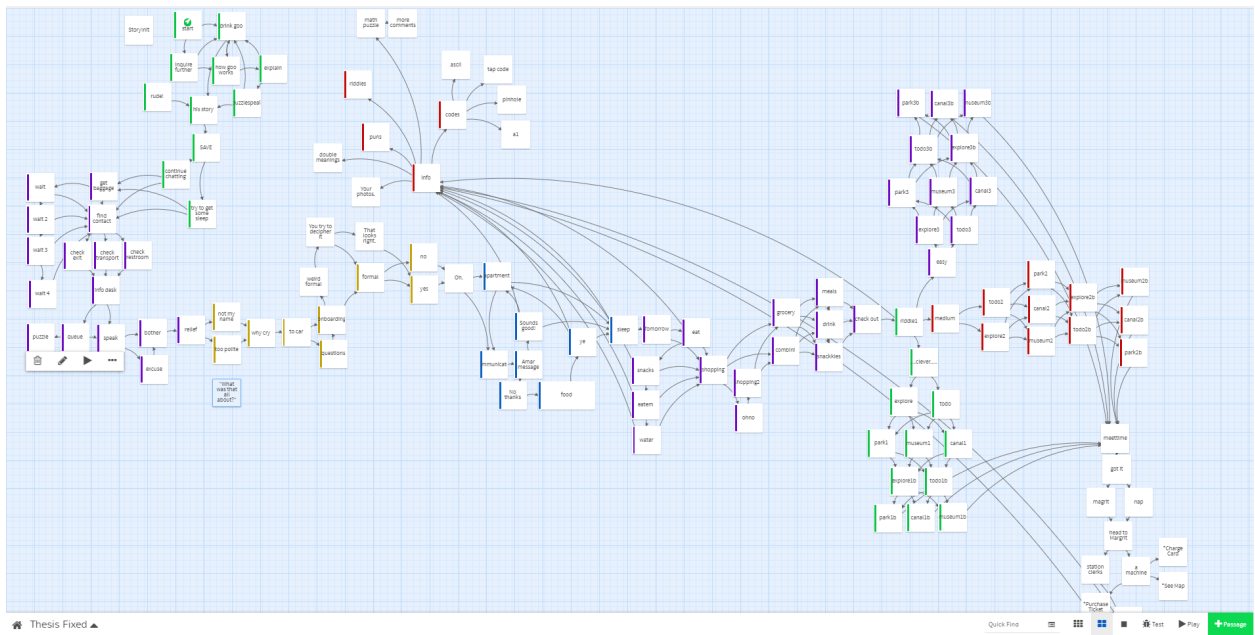 StoryInit
start
drink goo
math
puzzle
more
comments
inquire
further
how goo
works
explain
rude!
his story
uzzlespeal
SAVE
continue
chatting
try to get
some
sleep
wait
get
baggage
wait 2
find
contact
wait 3
check
exit
check
transport
check
restroom
wait 4
info desk
puzzle
queue
speak
bother
excuse
relief
not my
name
too polite
why cry
to car
onboarding
questions
"What
was that
all
about?"
riddles
puns
double
meanings
Your
photos.
info
codes
ascii
tap code
pinhole
a1
You try to
decipher
it
That
looks
right.
weird
formal
formal
no
yes
On.
apartment
mmunicati
Sounds
good!
Amar
message
No
thanks
food
ye
sleep
tomorrow
eat
snacks
eatem
water
shopping
hopping2
ohno
grocery
combini
meals
drink
snackkies
check out
riddle1
medium
...clever...
explore
todo
park1
museum1
canal1
explore1b
todo1b
park1b
canal1b
museum1b
park3b
canal3b
museum3b
todo3b
explore3b
park3
museum3
canal3
explore3
todo3
easy
todo2
explore2
park2
canal2
museum2
explore2b
todo2b
museum2b
canal2b
park2b
meettime
got it
magrit
nap
head to
Margrit
station
clerks
a
machine
"Charge
Card"
"See Map
"Purchase
Ticket
Thesis Fixed
Quick Find
Test
Play
+Passage